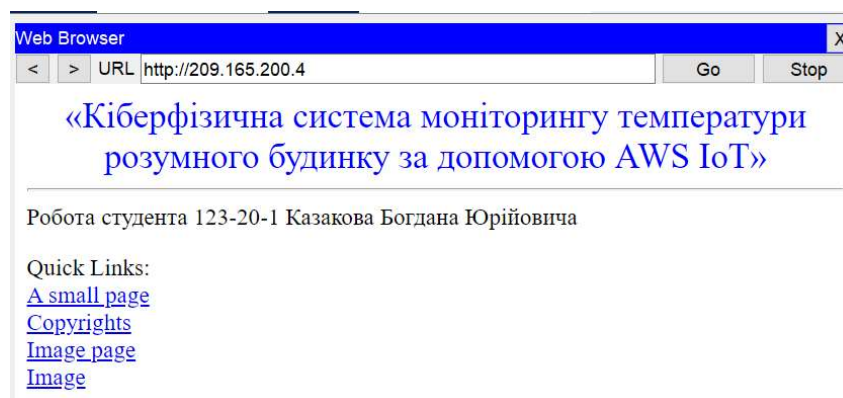 Web Browser X
< > URL http://209.165.200.4 Go Stop
«Кіберфізична система моніторингу температури
розумного будинку за допомогою AWS IoT»
Робота студента 123-20-1 Казакова Богдана Юрійовича
Quick Links:
A small page
Copyrights
Image page
Image